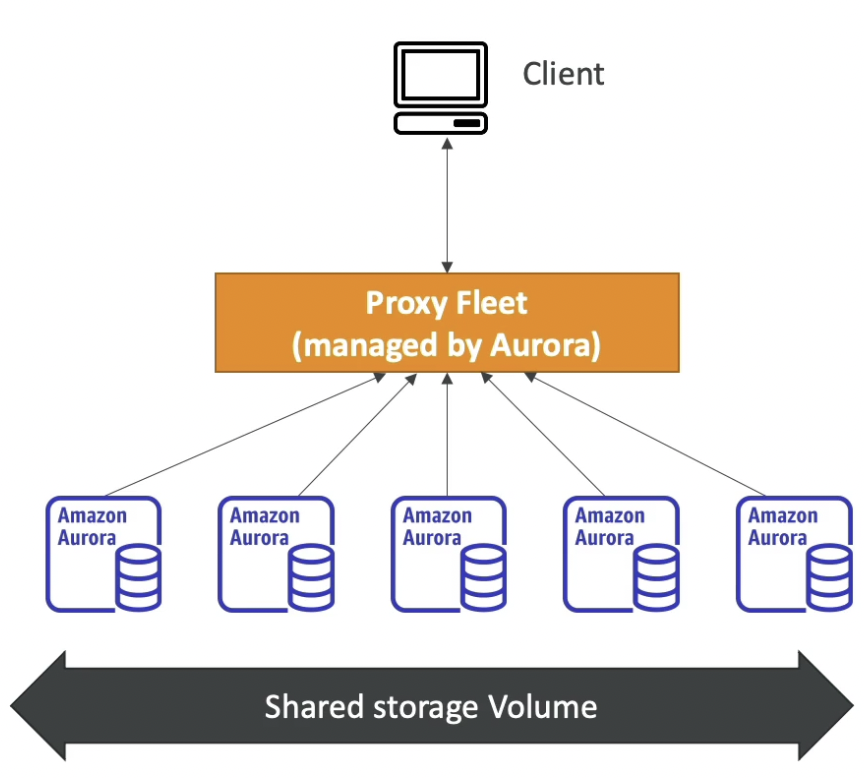 Client
Proxy Fleet
(managed by Aurora)
Amazon
Aurora
Amazon
Aurora
Amazon
Aurora
Amazon
Aurora
Amazon
Aurora
Shared storage Volume